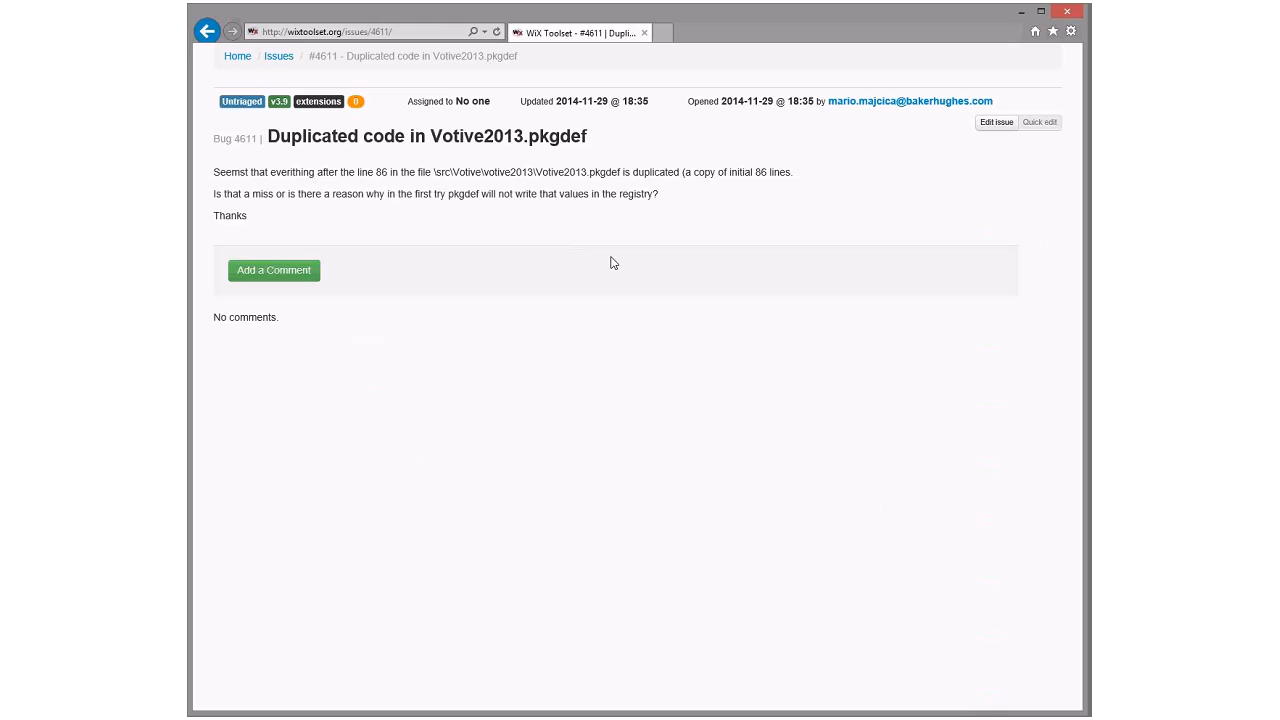 http://wixtoolset.org/issues/4611/
WiX Toolset - #4611 | Dupli...
Home / Issues / #4611 - Duplicated code in Votive2013.pkgdef
Untriaged v3.9 extensions 0 Assigned to No one Updated 2014-11-29 @ 18:35 Opened 2014-11-29 @ 18:35 by mario.majcica@bakerhughes.com
Edit issue Quick edit
Bug 4611 | Duplicated code in Votive2013.pkgdef
Seemst that everithing after the line 86 in the file \src\Votive\votive2013\Votive2013.pkgdef is duplicated (a copy of initial 86 lines.
Is that a miss or is there a reason why in the first try pkgdef will not write that values in the registry?
Thanks
Add a Comment
No comments.